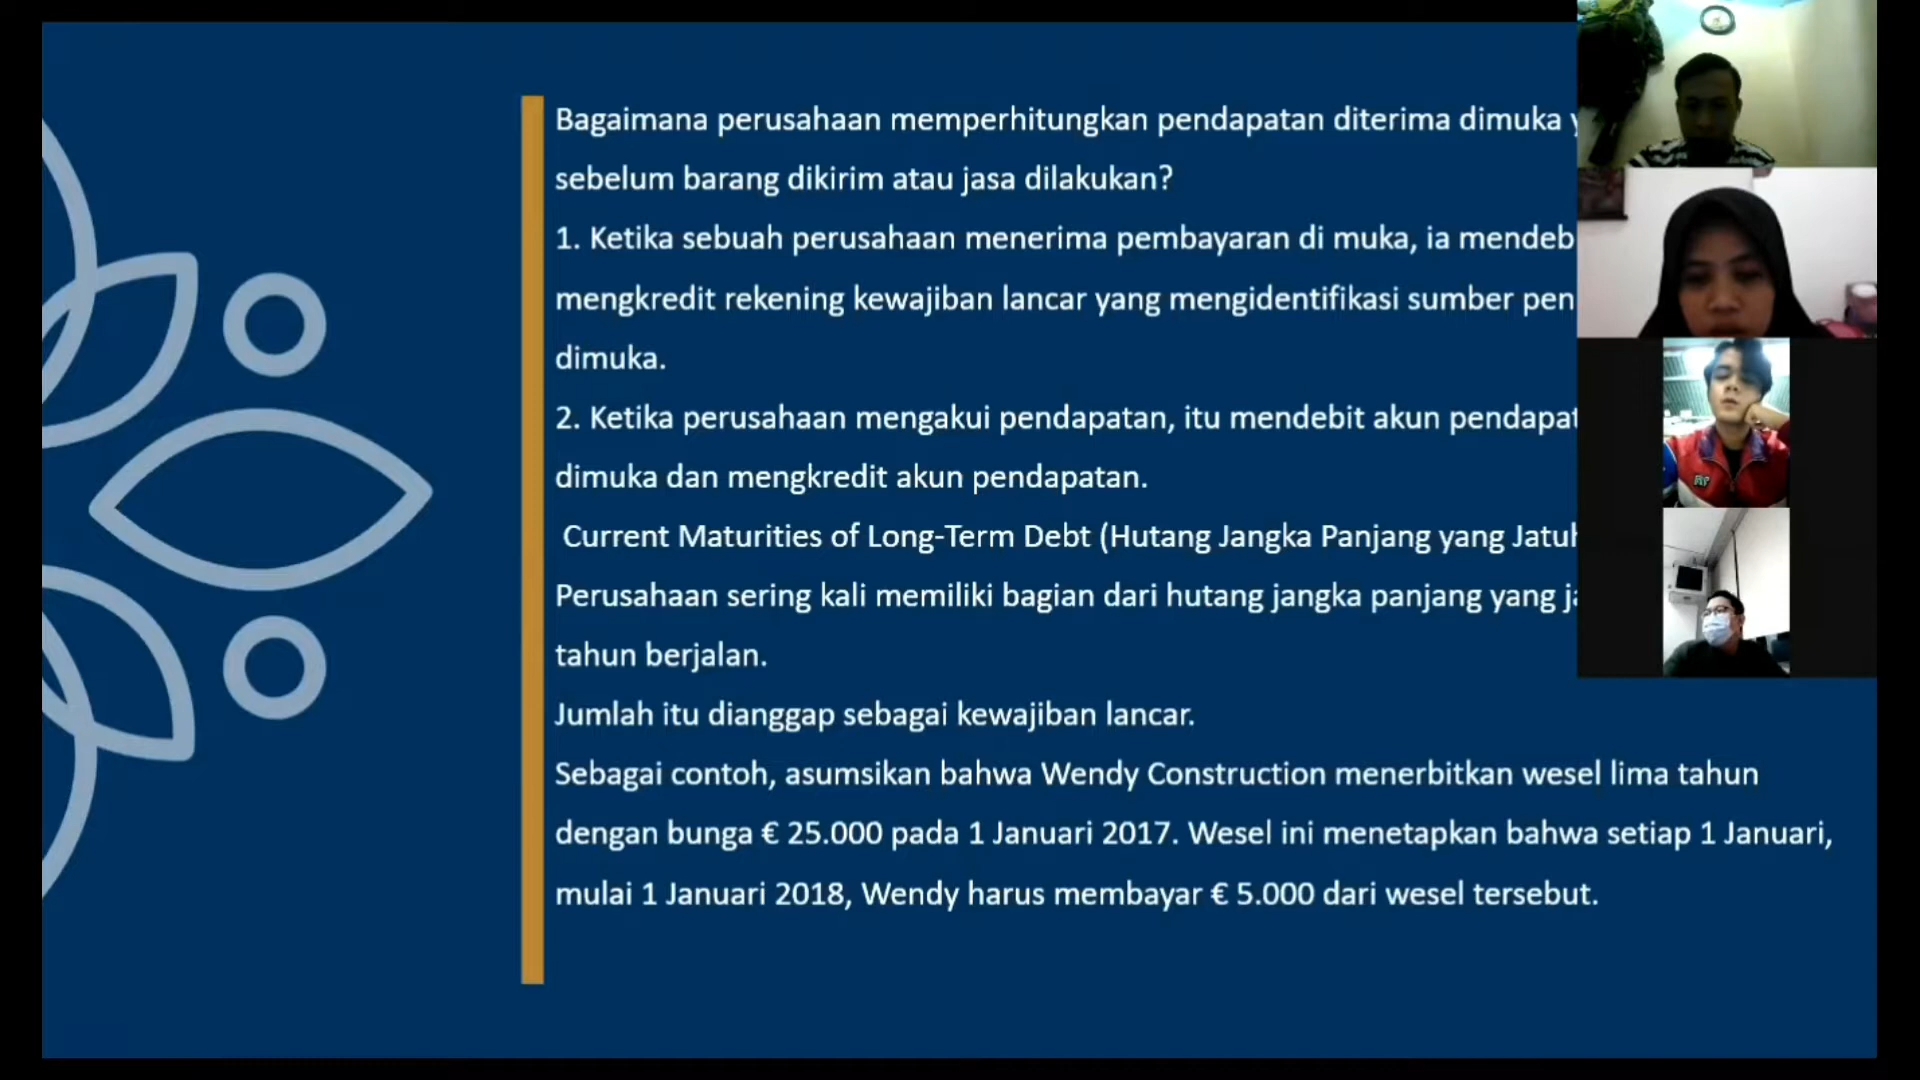 Bagaimana perusahaan memperhitungkan pendapatan diterima dimuka
sebelum barang dikirim atau jasa dilakukan?
1. Ketika sebuah perusahaan menerima pembayaran di muka, ia
mengkredit rekening kewajiban lancar yang mengidentifikasi sumber
dimuka.
2. Ketika perusahaan mengakui pendapatan, itu mendebit akun
dimuka dan mengkredit akun pendapatan.
Current Maturities of Long-Term Debt (Hutang Jangka Panjang yang
Perusahaan sering kali memiliki bagian dari hutang jangka panjang yang
tahun berjalan.
Jumlah itu dianggap sebagai kewajiban lancar.
Sebagai contoh, asumsikan bahwa Wendy Construction menerbitkan wesel lima tahun
dengan bunga € 25.000 pada 1 Januari 2017. Wesel ini menetapkan bahwa setiap 1 Januari,
mulai 1 Januari 2018, Wendy harus membayar € 5.000 dari wesel tersebut.